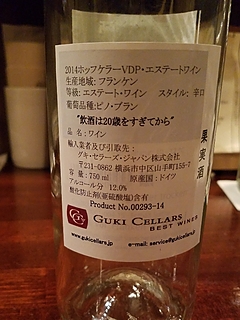 2014ホップケラーVDP・エステートワイン
生産地域: フランケン
等級: エステート・ワイン　スタイル: 辛口
葡萄品種:ピノ・ブラン
"飲酒は20歳をすぎてから"
品名:ワイン
輸入業者及び引取先:
グキ・セラーズ・ジャパン株式会社
〒231-0862 横浜市中区山手町155-7
容量:750 ml　原産国:ドイツ
アルコール分 12.0%
酸化防止剤(亜硫酸塩)含有
Product No.00293-14
果実酒
GUKI CELLARS
BEST WINES
www.gukicellars.jp　e-mail: service@gukicellars.jp